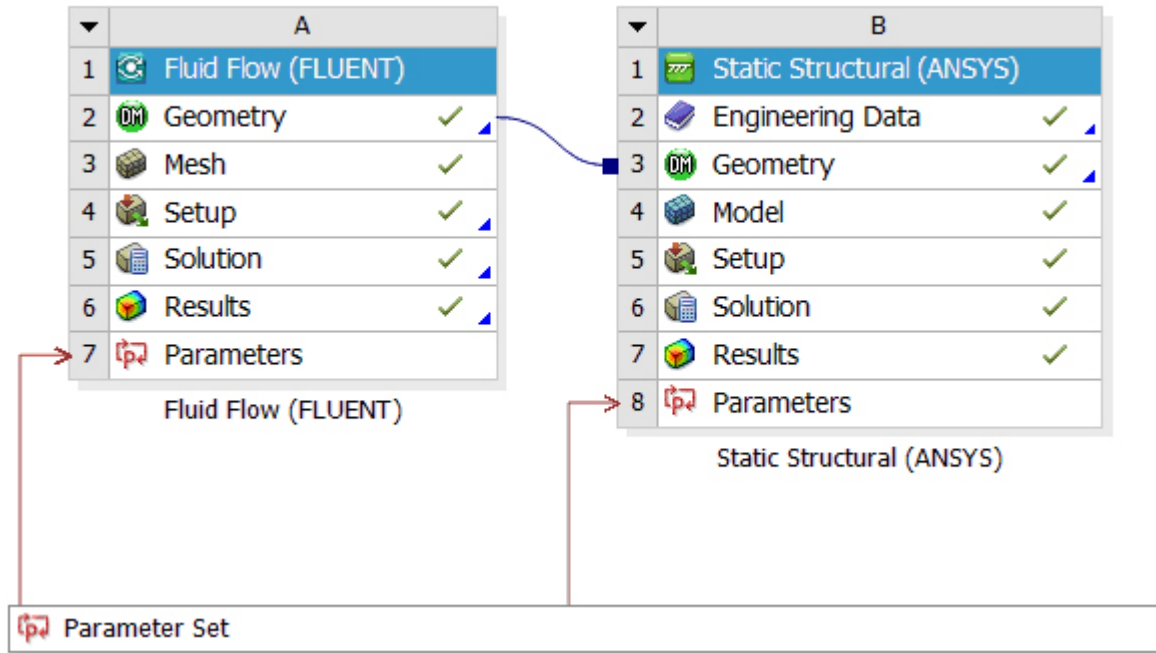 A
1 Fluid Flow (FLUENT)
2 DM Geometry
3 Mesh
4 Setup
5 Solution
6 Results
7 Parameters
Fluid Flow (FLUENT)
B
1 Static Structural (ANSYS)
2 Engineering Data
3 DM Geometry
4 Model
5 Setup
6 Solution
7 Results
8 Parameters
Static Structural (ANSYS)
Parameter Set